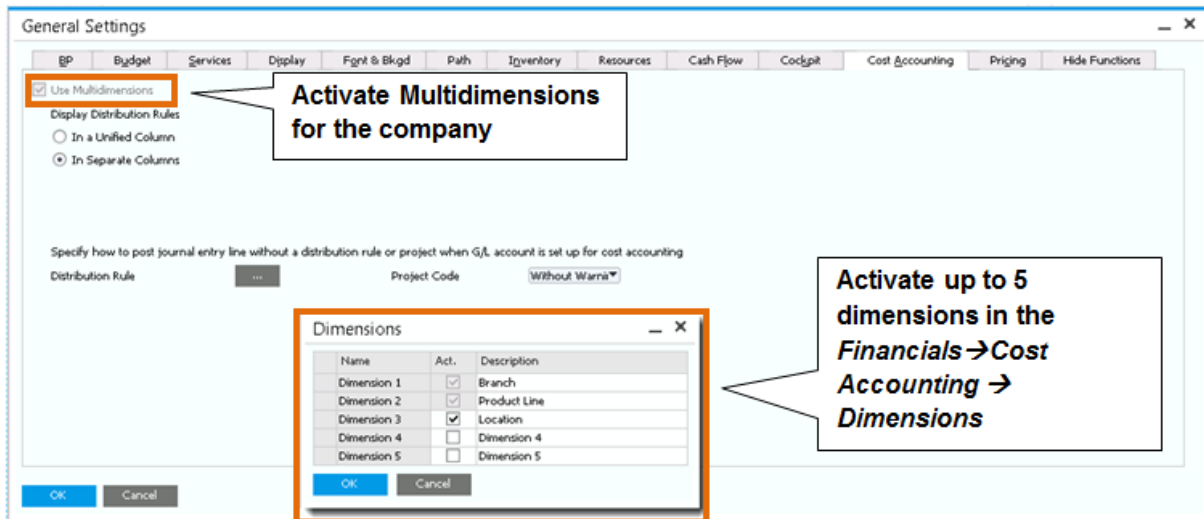 General Settings
BP Budget Services Display Font & Bkgd Path Inventory Resources Cash Flow Cockpit Cost Accounting Pricing Hide Functions
Use Multidimensions
Activate Multidimensions
for the company
Display Distribution Rules
In a Unified Column
In Separate Columns
Specify how to post journal entry line without a distribution rule or project when G/L account is set up for cost accounting
Distribution Rule ... Project Code Without Warnin
Activate up to 5
dimensions in the
Financials→Cost
Accounting →
Dimensions
Dimensions
Name Act. Description
Dimension 1 Branch
Dimension 2 Product Line
Dimension 3 Location
Dimension 4 Dimension 4
Dimension 5 Dimension 5
OK Cancel
OK Cancel